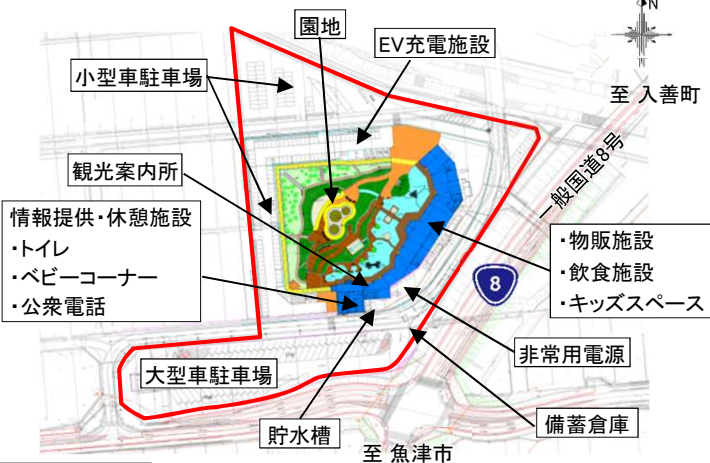 N
園地
EV充電施設
小型車駐車場
至 入善町
一般国道8号
観光案内所
情報提供・休憩施設
・トイレ
・ベビーコーナー
・公衆電話
・物販施設
・飲食施設
・キッズスペース
8
非常用電源
大型車駐車場
備蓄倉庫
貯水槽
至 魚津市